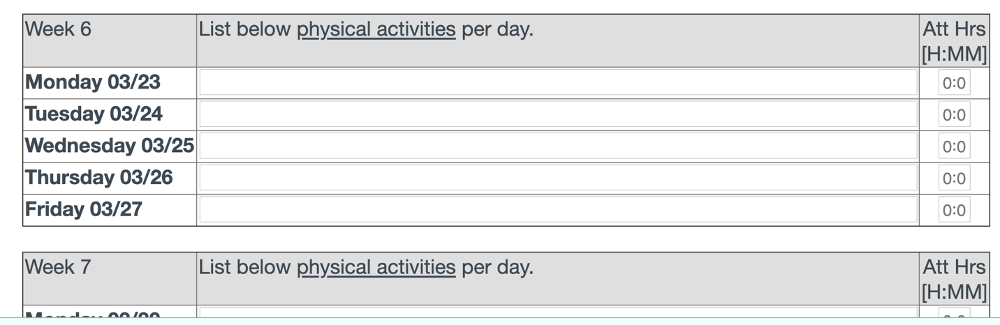 Week 6
List below physical activities per day.
Att Hrs
[H:MM]
Monday 03/23
0:0
Tuesday 03/24
0:0
Wednesday 03/25
0:0
Thursday 03/26
0:0
Friday 03/27
0:0
Week 7
List below physical activities per day.
Att Hrs
[H:MM]
Monday